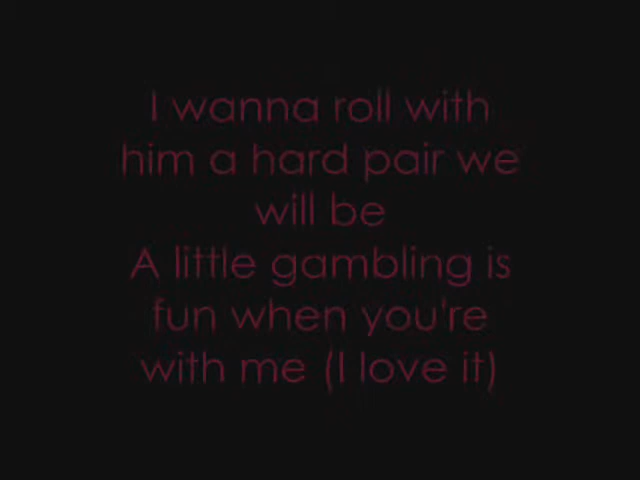 I wanna roll with
him a hard pair we
will be
A little gambling is
fun when you're
with me (I love it)